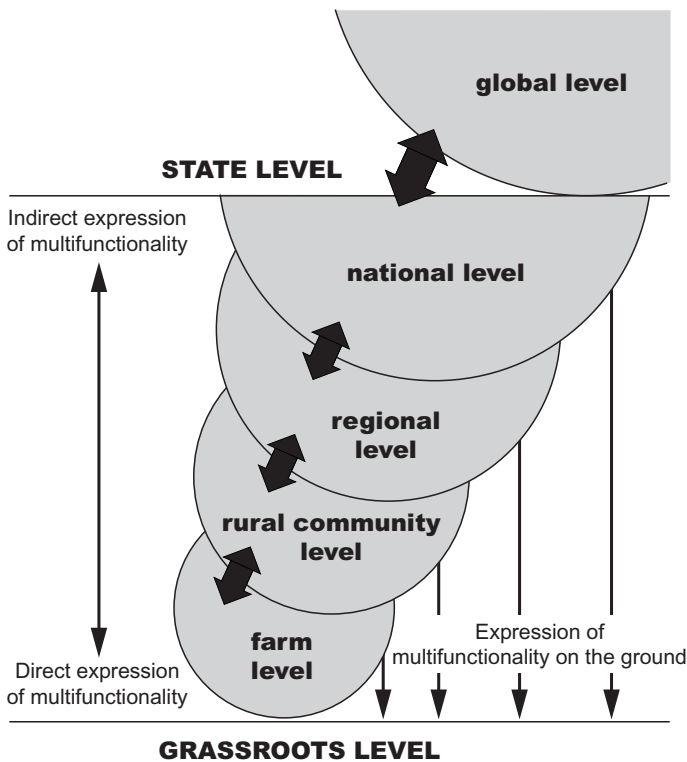 global level
STATE LEVEL
Indirect expression
of multifunctionality
national level
regional
level
rural community
level
farm
level
Expression of
multifunctionality on the ground
Direct expression
of multifunctionality
GRASSROOTS LEVEL